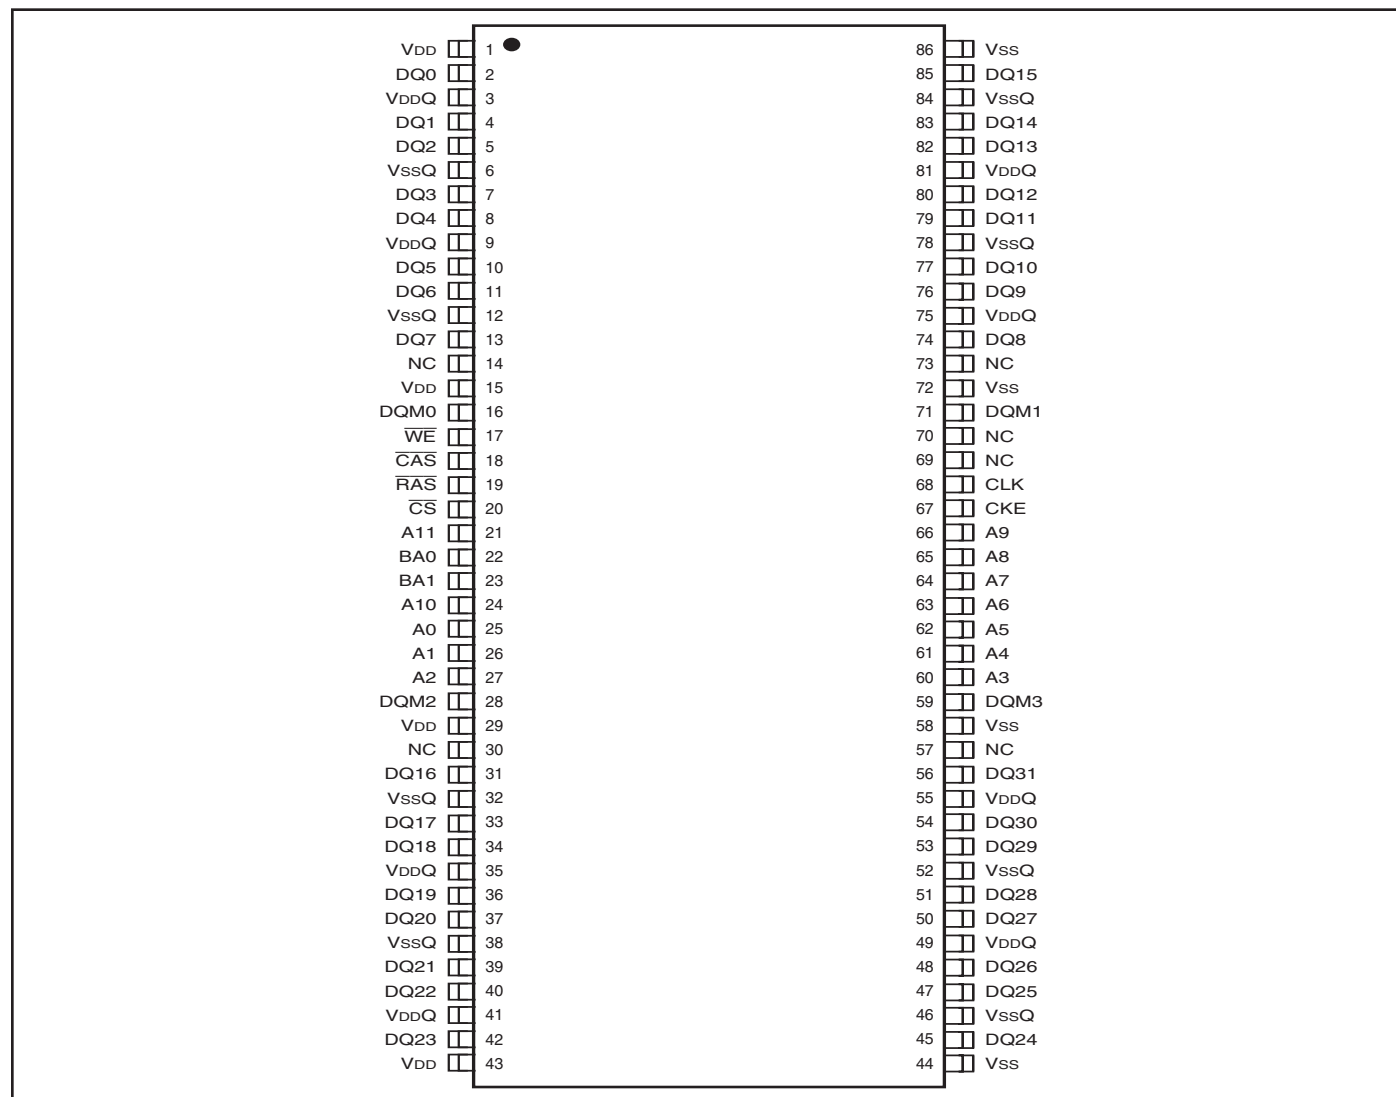 VDD 1 86 VSS
DQ0 2 85 DQ15
VDDQ 3 84 VSSQ
DQ1 4 83 DQ14
DQ2 5 82 DQ13
VSSQ 6 81 VDDQ
DQ3 7 80 DQ12
DQ4 8 79 DQ11
VDDQ 9 78 VSSQ
DQ5 10 77 DQ10
DQ6 11 76 DQ9
VSSQ 12 75 VDDQ
DQ7 13 74 DQ8
NC 14 73 NC
VDD 15 72 VSS
DQM0 16 71 DQM1
W̅E̅ 17 70 NC
C̅A̅S̅ 18 69 NC
R̅A̅S̅ 19 68 CLK
C̅S̅ 20 67 CKE
A11 21 66 A9
BA0 22 65 A8
BA1 23 64 A7
A10 24 63 A6
A0 25 62 A5
A1 26 61 A4
A2 27 60 A3
DQM2 28 59 DQM3
VDD 29 58 VSS
NC 30 57 NC
DQ16 31 56 DQ31
VSSQ 32 55 VDDQ
DQ17 33 54 DQ30
DQ18 34 53 DQ29
VDDQ 35 52 VSSQ
DQ19 36 51 DQ28
DQ20 37 50 DQ27
VSSQ 38 49 VDDQ
DQ21 39 48 DQ26
DQ22 40 47 DQ25
VDDQ 41 46 VSSQ
DQ23 42 45 DQ24
VDD 43 44 VSS